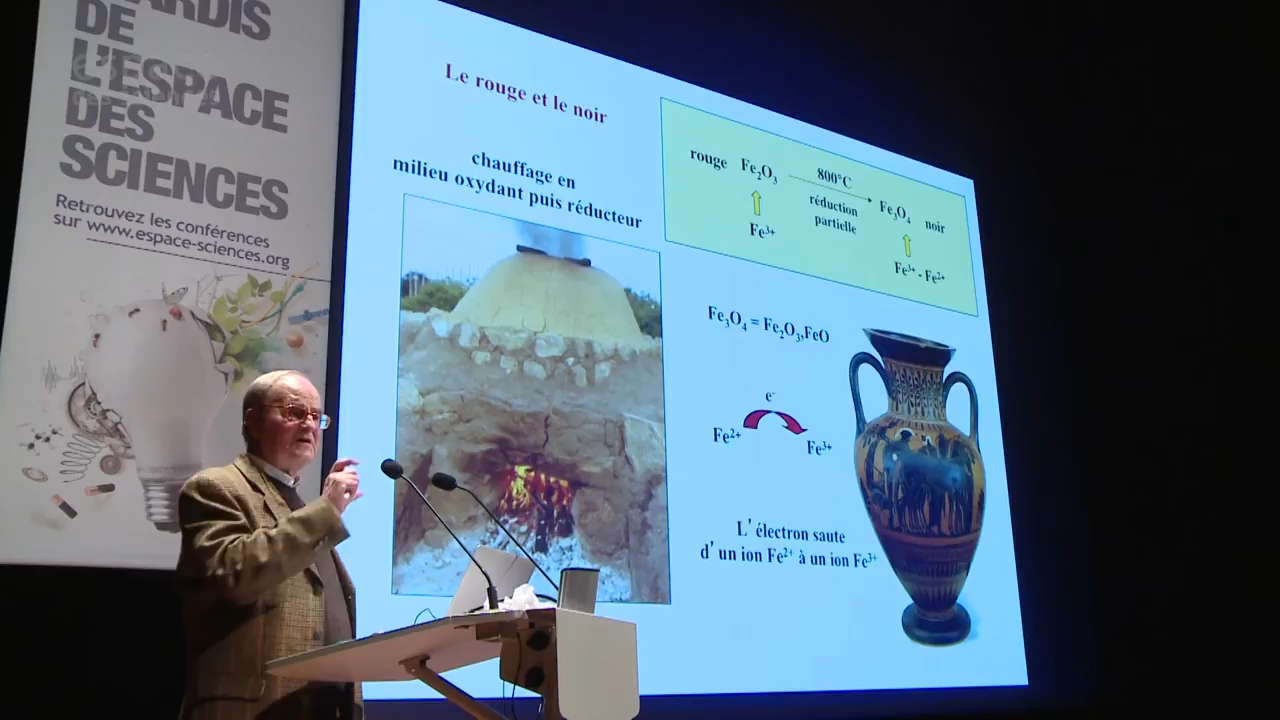 DE
L'ESPACE
DES
SCIENCES
Retrouvez les conférences
sur www.espace-sciences.org
Le rouge et le noir
chauffage en
milieu oxydant puis réducteur
rouge Fe₂O₃ 800°C Fe₃O₄ noir
réduction
partielle
Fe³⁺
Fe³⁺ - Fe²⁺
Fe₃O₄ = Fe₂O₃,FeO
e⁻
Fe²⁺ Fe³⁺
L'électron saute
d'un ion Fe²⁺ à un ion Fe³⁺